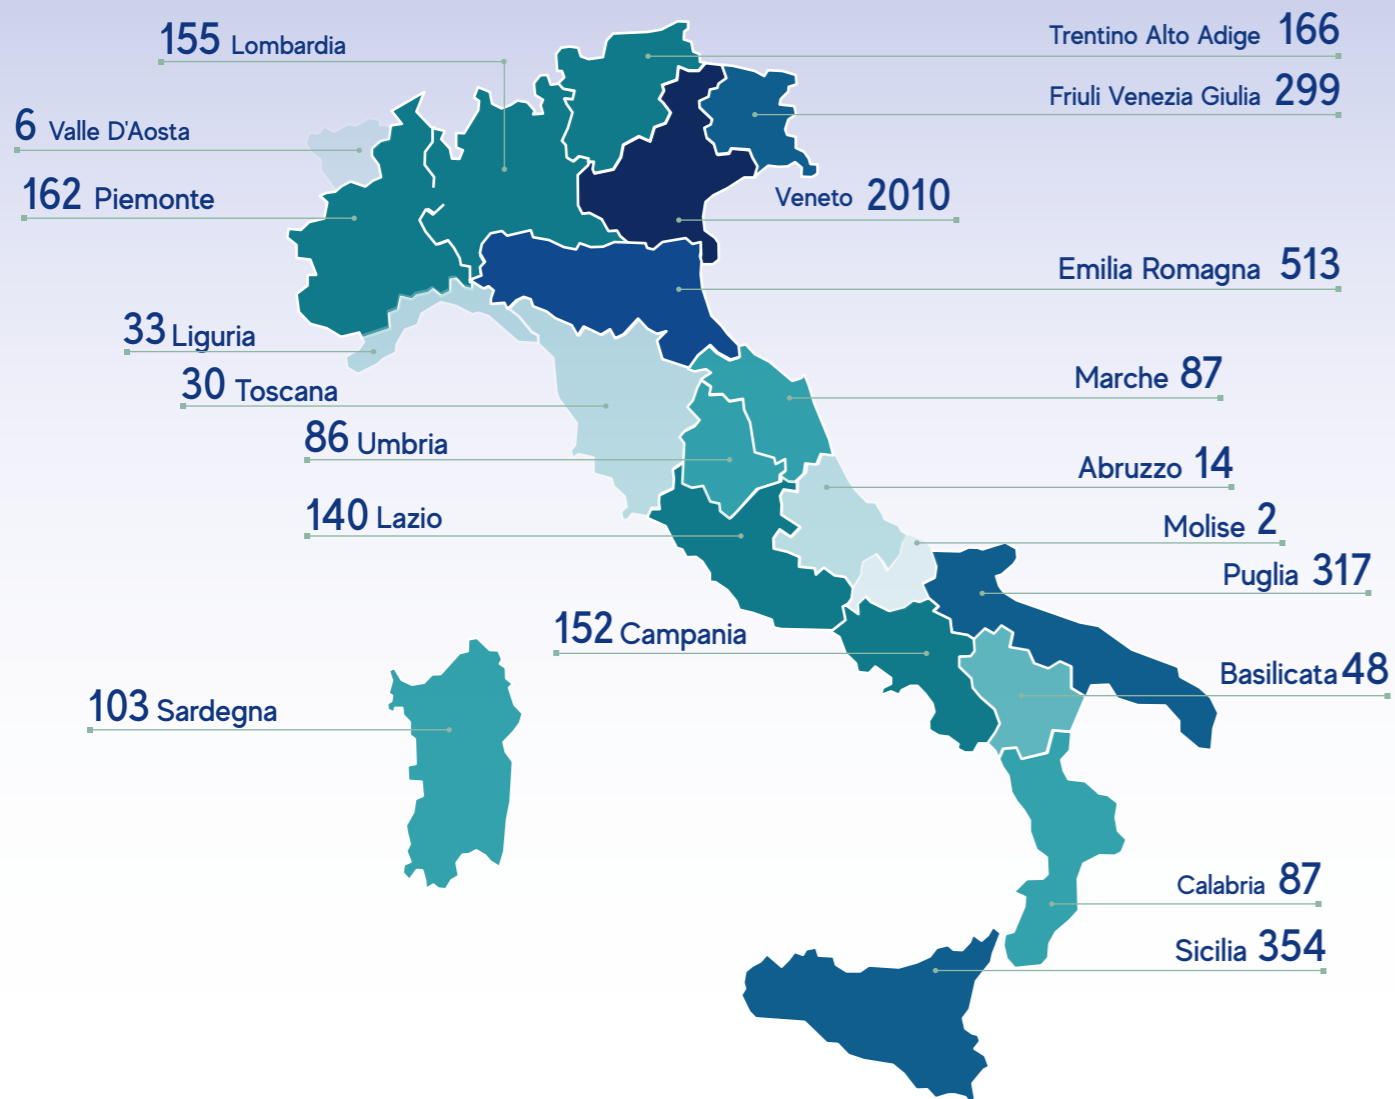 155 Lombardia
Trentino Alto Adige 166
Friuli Venezia Giulia 299
6 Valle D'Aosta
162 Piemonte
Veneto 2010
Emilia Romagna 513
33 Liguria
30 Toscana
Marche 87
86 Umbria
Abruzzo 14
140 Lazio
Molise 2
Puglia 317
152 Campania
Basilicata 48
103 Sardegna
Calabria 87
Sicilia 354